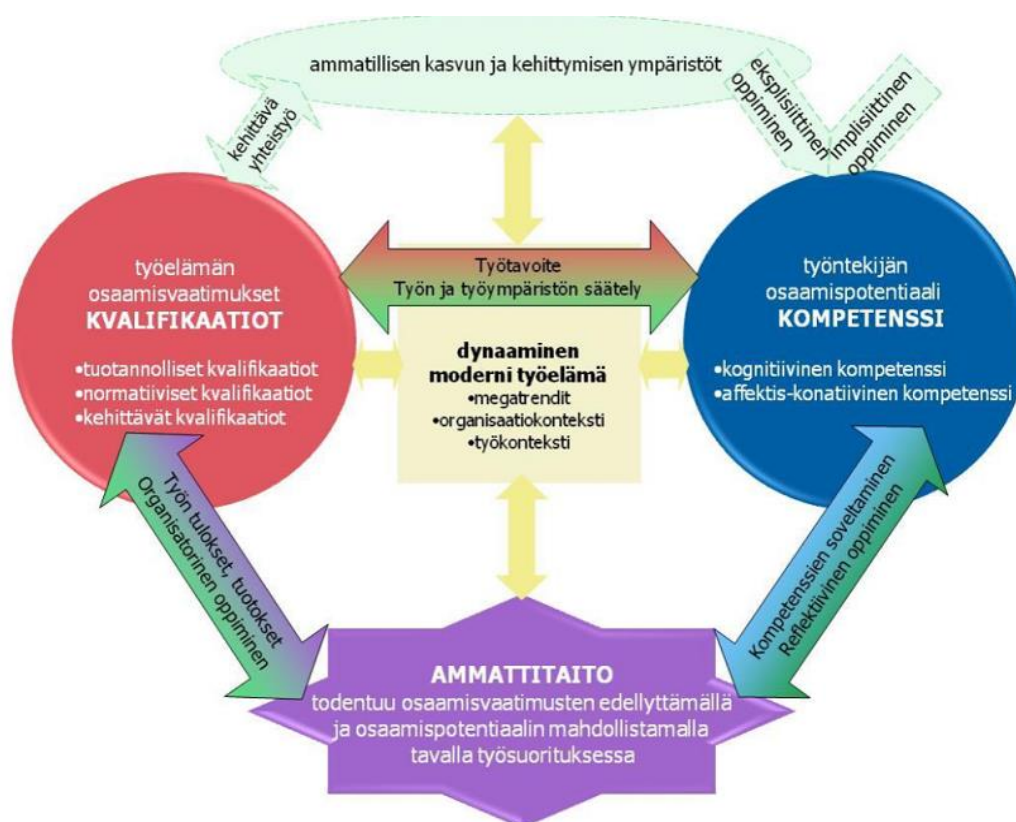 ammatillisen kasvun ja kehittymisen ympäristöt
kehittävä
yhteistyö
eksplisiittinen
oppiminen
implisiittinen
oppiminen
työelämän
osaamisvaatimukset
KVALIFIKAATIOT
•tuotannolliset kvalifikaatiot
•normatiiviset kvalifikaatiot
•kehittävät kvalifikaatiot
Työtavoite
Työn ja työympäristön säätely
dynaaminen
moderni työelämä
•megatrendit
•organisaatiokonteksti
•työkonteksti
työntekijän
osaamispotentiaali
KOMPETENSSI
•kognitiivinen kompetenssi
•affektis-konatiivinen kompetenssi
Työn tulokset, tuotokset
Organisatorinen oppiminen
Kompetenssien soveltaminen
Reflektiivinen oppiminen
AMMATTITAITO
todentuu osaamisvaatimusten edellyttämällä
ja osaamispotentiaalin mahdollistamalla
tavalla työsuorituksessa